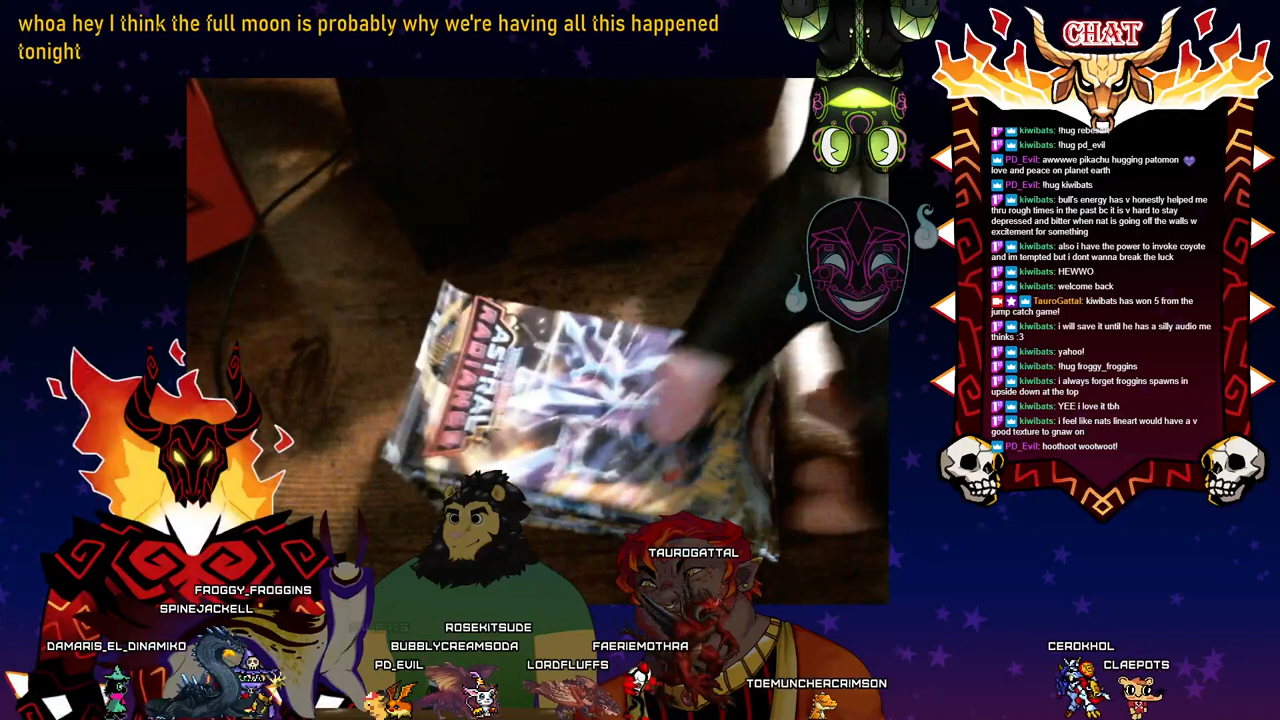 whoa hey I think the full moon is probably why we're having all this happened
tonight
CHAT
kiwibats: !hug
kiwibats: !hug pd_evil
PD_Evil: awwwwe pikachu hugging patomon
love and peace on planet earth
PD_Evil: !hug kiwibats
kiwibats: bull's energy has v honestly helped me
thru rough times in the past bc it is v hard to stay
depressed and bitter when nat is going off the walls w
excitement for something
kiwibats: also i have the power to invoke coyote
and im tempted but i dont wanna break the luck
kiwibats: HEWWO
kiwibats: welcome back
TauroGattal: kiwibats has won 5 from the
jump catch game!
kiwibats: i will save it until he has a silly audio me
thinks :3
kiwibats: yahoo!
kiwibats: !hug froggy_froggins
kiwibats: i always forget froggins spawns in
upside down at the top
kiwibats: YEE i love it tbh
kiwibats: i feel like nats lineart would have a v
good texture to gnaw on
PD_Evil: hoothoot wootwoot!
ASTRAL
RADIANCE
TAUROGATTAL
FROGGY_FROGGINS
SPINEJACKELL
ROSEKITSUDE
DAMARIS_EL_DINAMIKO
BUBBLYCREAMSODA
FAERIEMOTHRA
CEROKHOL
PD_EVIL
LORDFLUFFS
CLAEPOTS
TOEMUNCHERCRIMSON